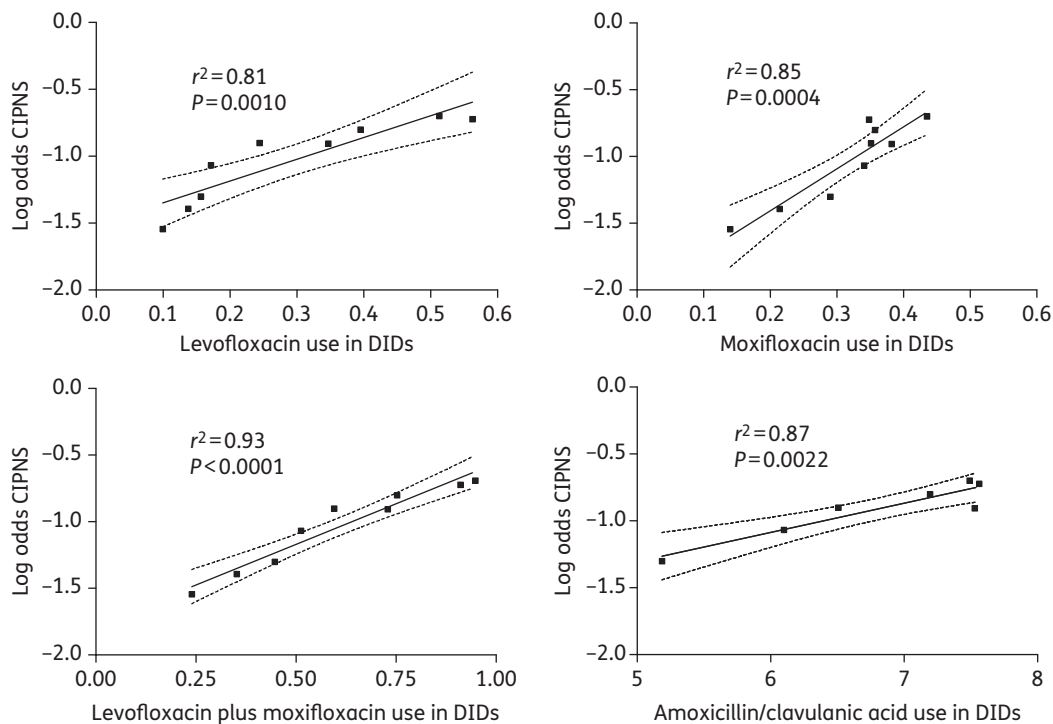 0.0
−0.5
−1.0
−1.5
−2.0
Log odds CIPNS
r2=0.81
P=0.0010
0.0 0.1 0.2 0.3 0.4 0.5 0.6
Levofloxacin use in DIDs
0.0
−0.5
−1.0
−1.5
−2.0
Log odds CIPNS
r2=0.85
P=0.0004
0.0 0.1 0.2 0.3 0.4 0.5 0.6
Moxifloxacin use in DIDs
0.0
−0.5
−1.0
−1.5
−2.0
Log odds CIPNS
r2=0.93
P<0.0001
0.00 0.25 0.50 0.75 1.00
Levofloxacin plus moxifloxacin use in DIDs
0.0
−0.5
−1.0
−1.5
−2.0
Log odds CIPNS
r2=0.87
P=0.0022
5 6 7 8
Amoxicillin/clavulanic acid use in DIDs